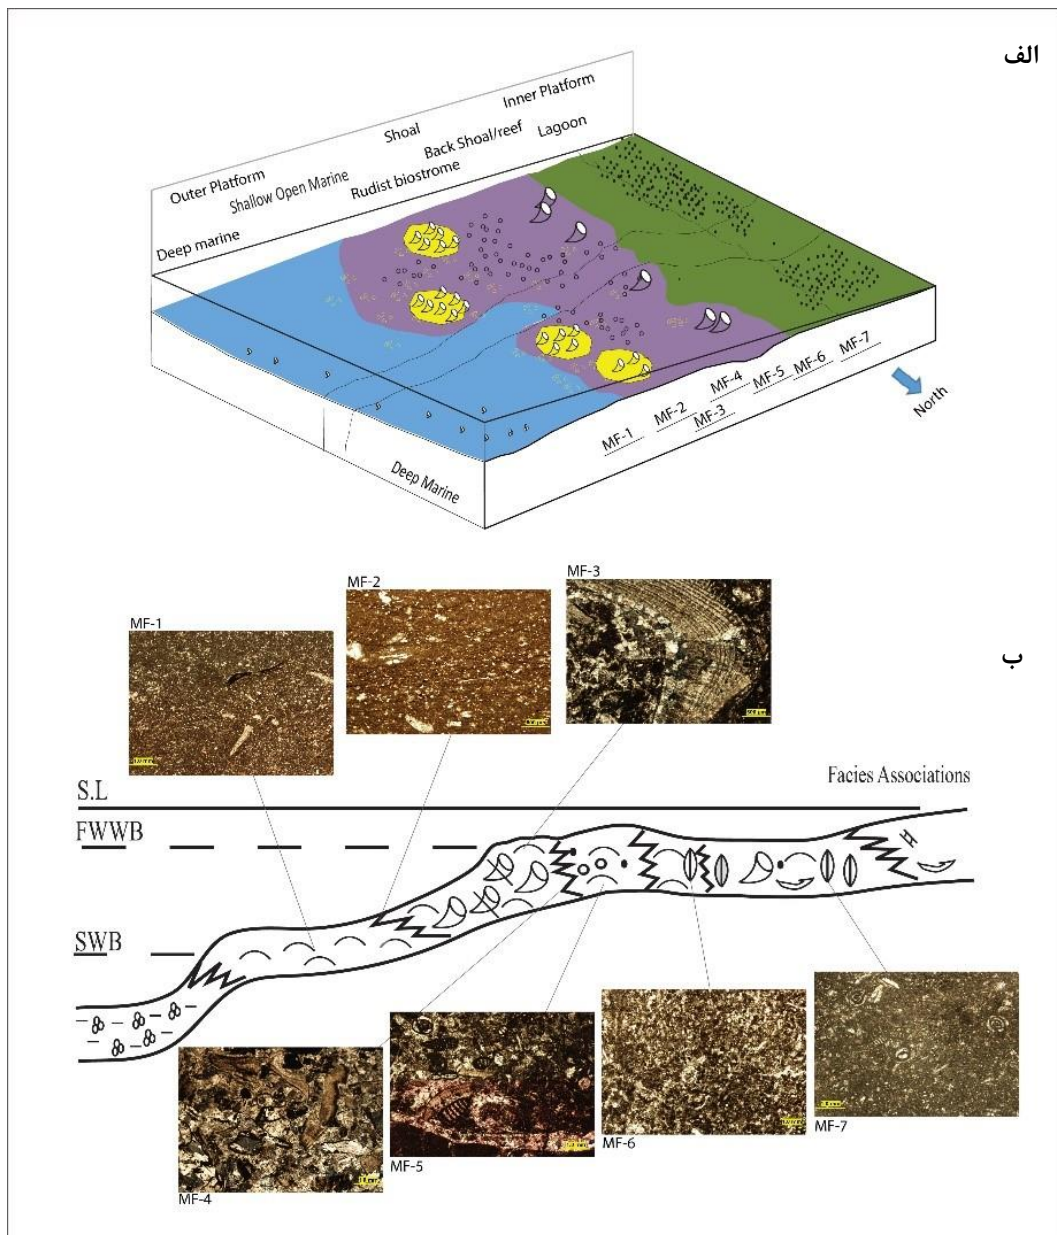 الف
Inner Platform
Shoal
Back Shoal/reef
Lagoon
Outer Platform
Shallow Open Marine
Rudist biostrome
Deep marine
MF-1
MF-2
MF-3
MF-4
MF-5
MF-6
MF-7
North
Deep Marine
MF-1
MF-2
MF-3
ب
S.L
Facies Associations
FWWB
SWB
MF-4
MF-5
MF-6
MF-7